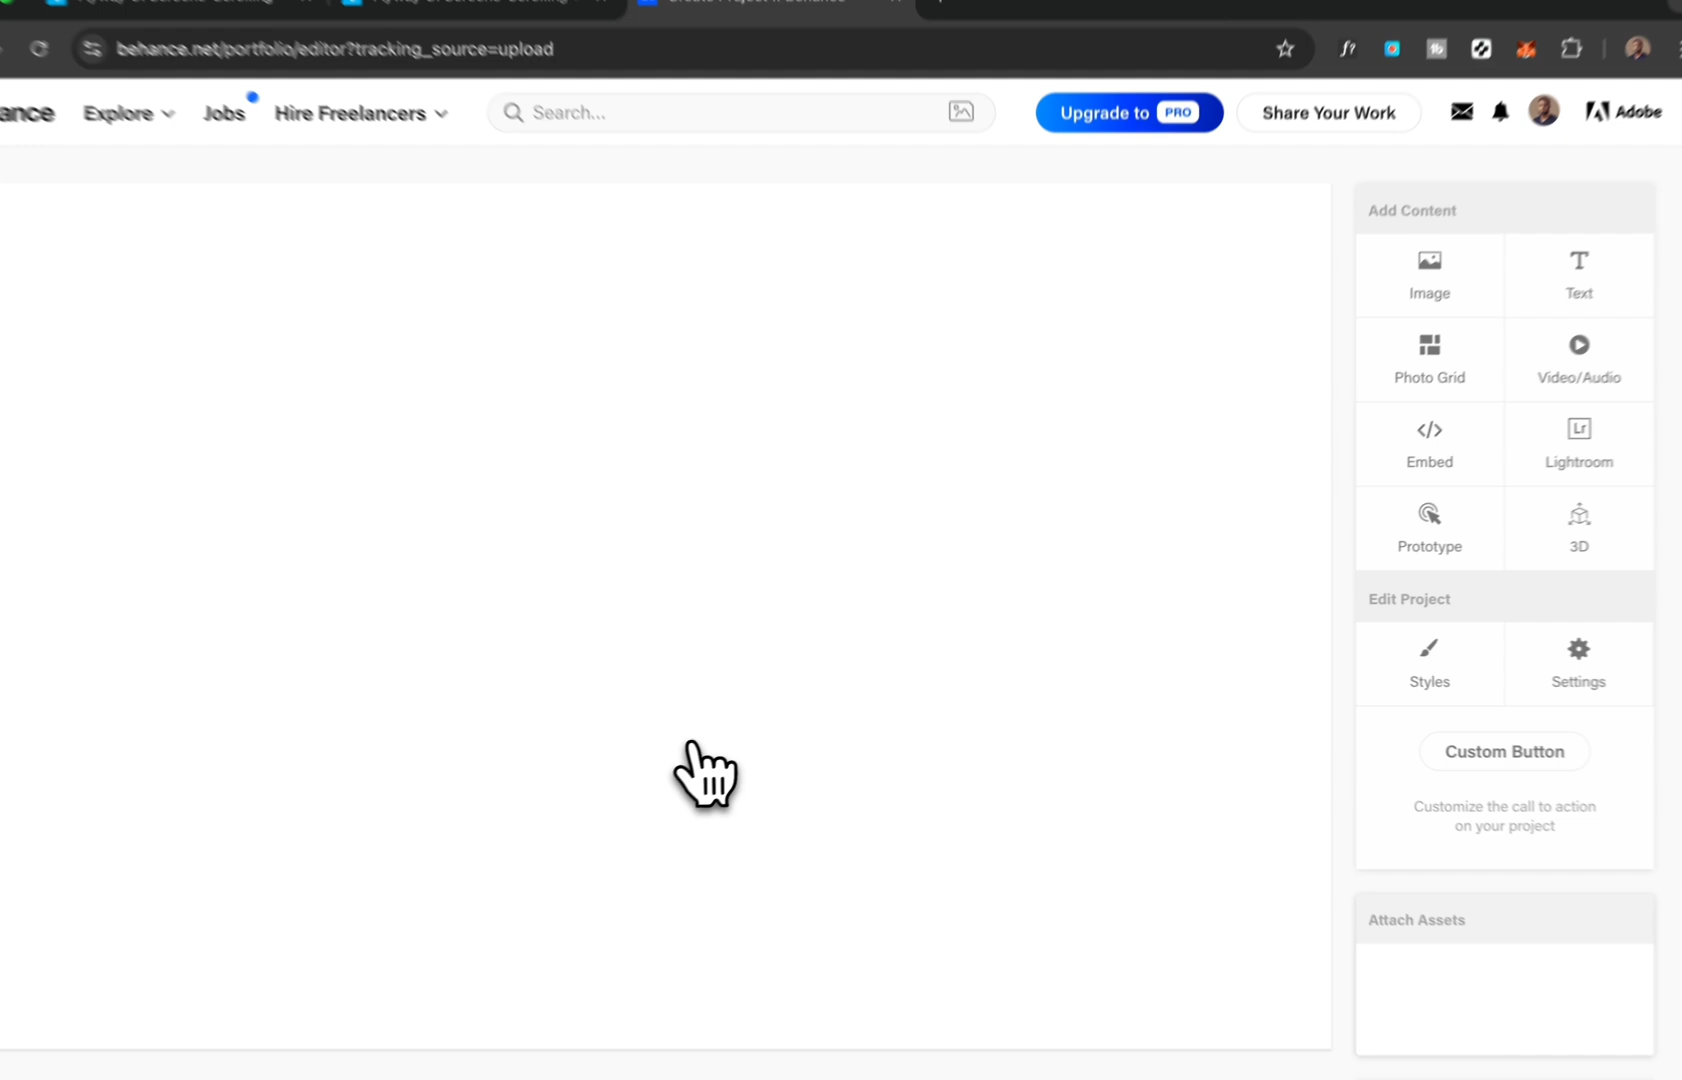 behance.net/portfolio/editor?tracking_source=upload
f?
ance
Explore
Jobs
Hire Freelancers
Search...
Upgrade to PRO
Share Your Work
Adobe
Add Content
Image
Text
Photo Grid
Video/Audio
Embed
Lr
Lightroom
Prototype
3D
Edit Project
Styles
Settings
Custom Button
Customize the call to action
on your project
Attach Assets